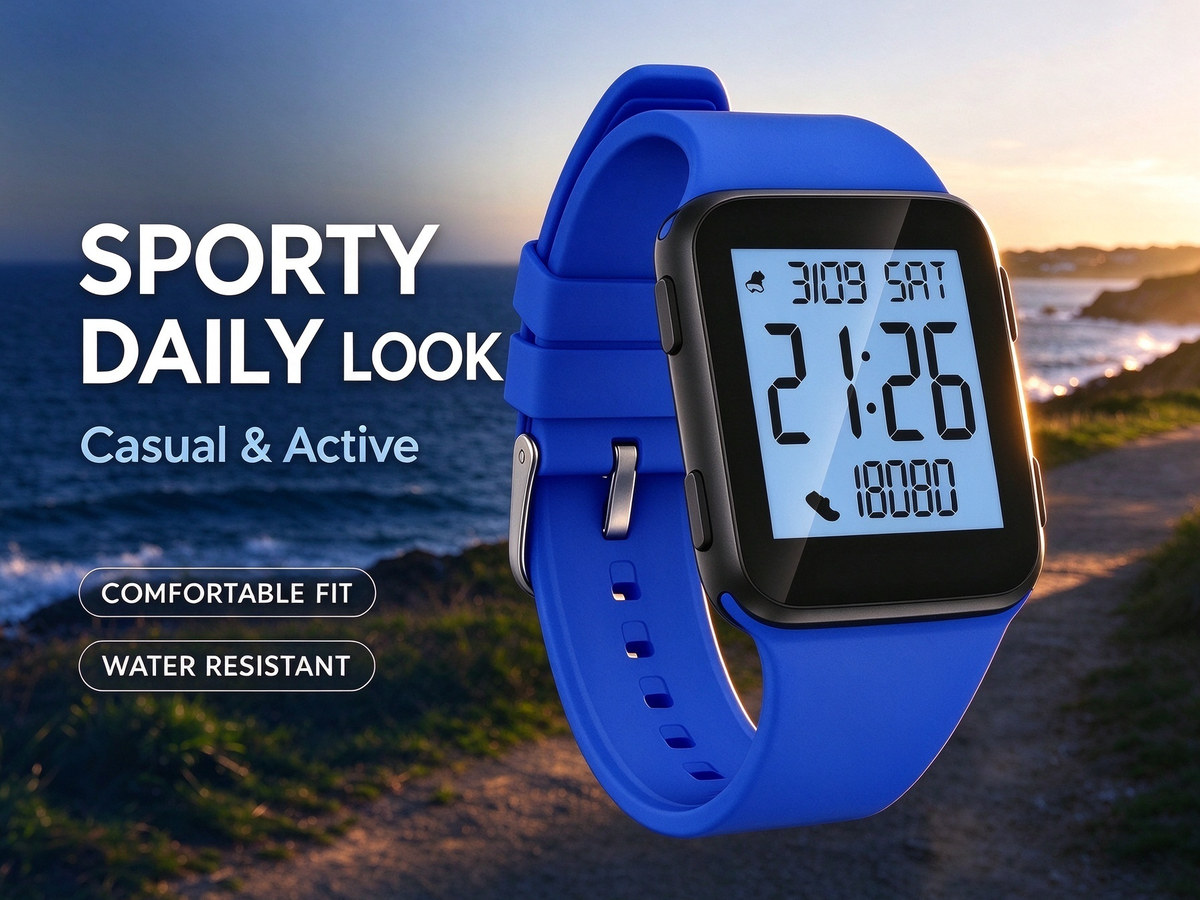 SPORTY
DAILY LOOK
Casual & Active
COMFORTABLE FIT
WATER RESISTANT
3109 SAT
21:26
18080